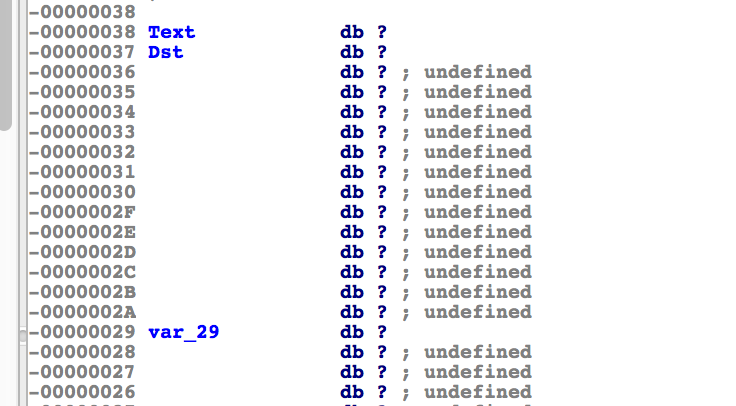 -00000038
-00000038 Text db ?
-00000037 Dst db ?
-00000036 db ? ; undefined
-00000035 db ? ; undefined
-00000034 db ? ; undefined
-00000033 db ? ; undefined
-00000032 db ? ; undefined
-00000031 db ? ; undefined
-00000030 db ? ; undefined
-0000002F db ? ; undefined
-0000002E db ? ; undefined
-0000002D db ? ; undefined
-0000002C db ? ; undefined
-0000002B db ? ; undefined
-0000002A db ? ; undefined
-00000029 var_29 db ?
-00000028 db ? ; undefined
-00000027 db ? ; undefined
-00000026 db ? ; undefined